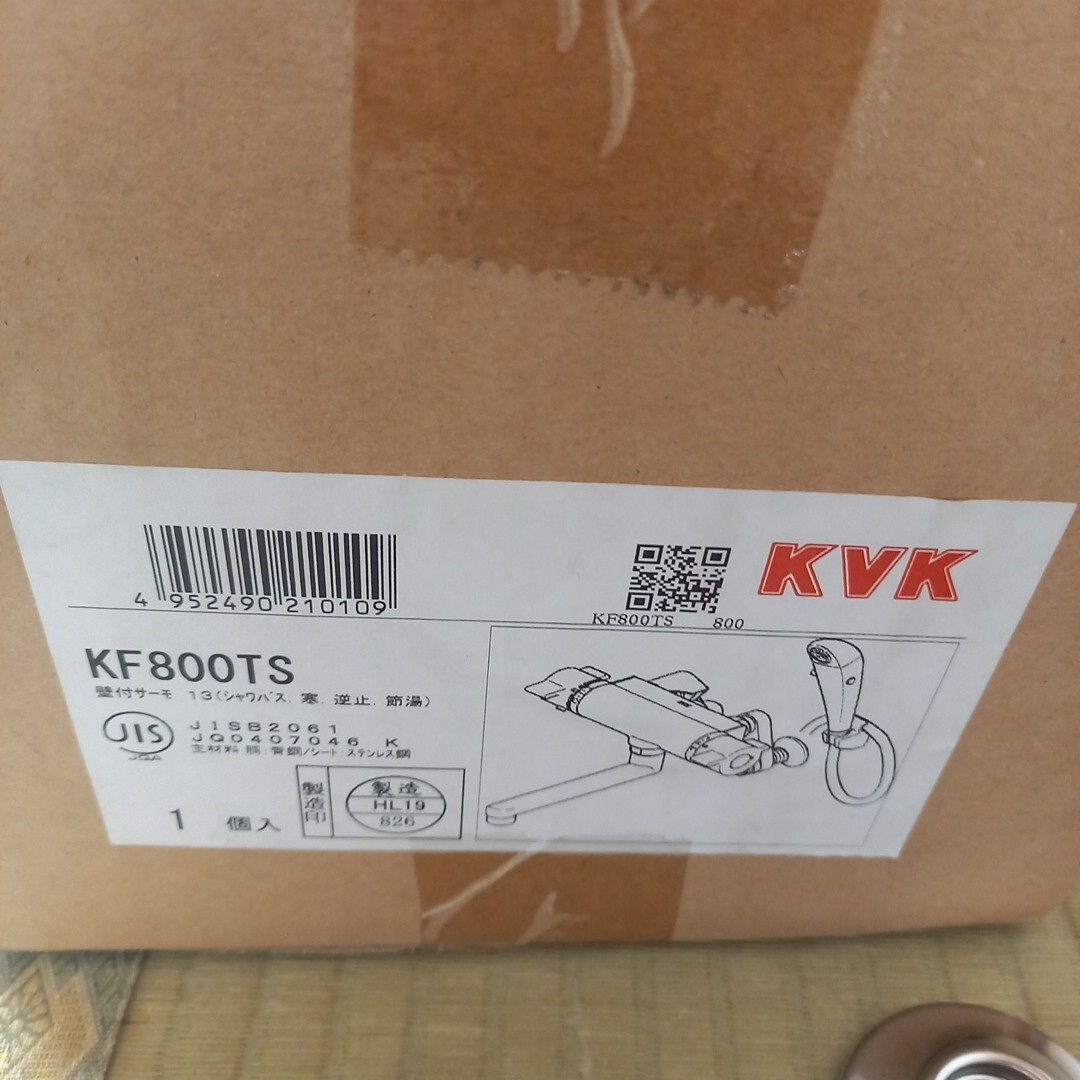 4 952490 210109
KF800TS 800
KVK
KF800TS
壁付サーモ 13(シャワバス、寒、逆止、節湯)
JIS
JQA
JISB2061
JQ0407046 K
主材料 胴:青銅/シート:ステンレス鋼
1 個入
製造印
製造
HL19
826